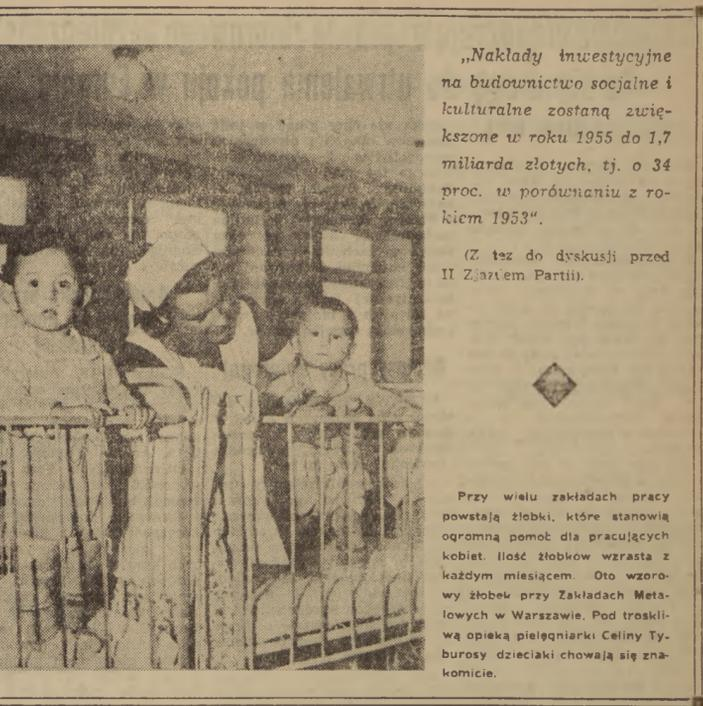 „Nakłady inwestycyjne
na budownictwo socjalne i
kulturalne zostaną zwię-
kszone w roku 1955 do 1,7
miliarda złotych, tj. o 34
proc. w porównaniu z ro-
kiem 1953“.
(Z tez do dyskusji przed
II Zjazdem Partii).
Przy wielu zakładach pracy
powstają żłobki, które stanowią
ogromną pomoc dla pracujących
kobiet. Ilość żłobków wzrasta z
każdym miesiącem. Oto wzoro-
wy żłobek przy Zakładach Meta-
lowych w Warszawie. Pod troskli-
wą opieką pielęgniarki Celiny Ty-
burosy dzieciaki chowają się zna-
komicie.